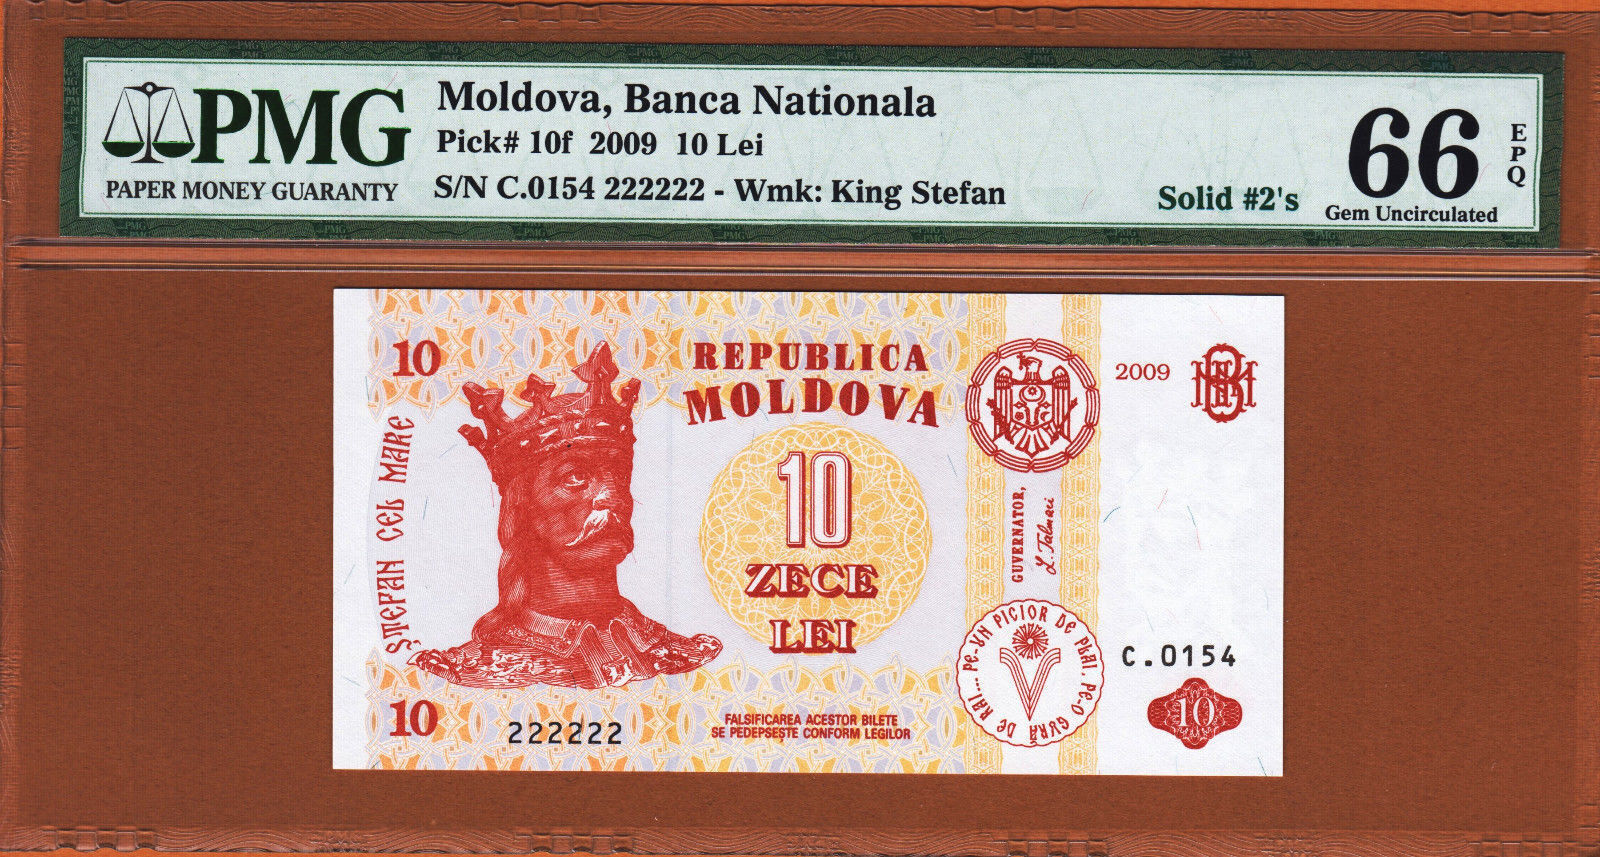 PMG
PAPER MONEY GUARANTY
Moldova, Banca Nationala
Pick# 10f 2009 10 Lei
S/N C.0154 222222 - Wmk: King Stefan
Solid #2's
66
EPQ
Gem Uncirculated
10
REPUBLICA
MOLDOVA
2009
ŞTEFAN CEL MARE
10
ZECE
LEI
GUVERNATOR,
L. Talmaci
PE-UN PICIOR DE PLAI, PE-O GURĂ DE RAI...
C.0154
10
10
222222
FALSIFICAREA ACESTOR BILETE
SE PEDEPSEŞTE CONFORM LEGILOR